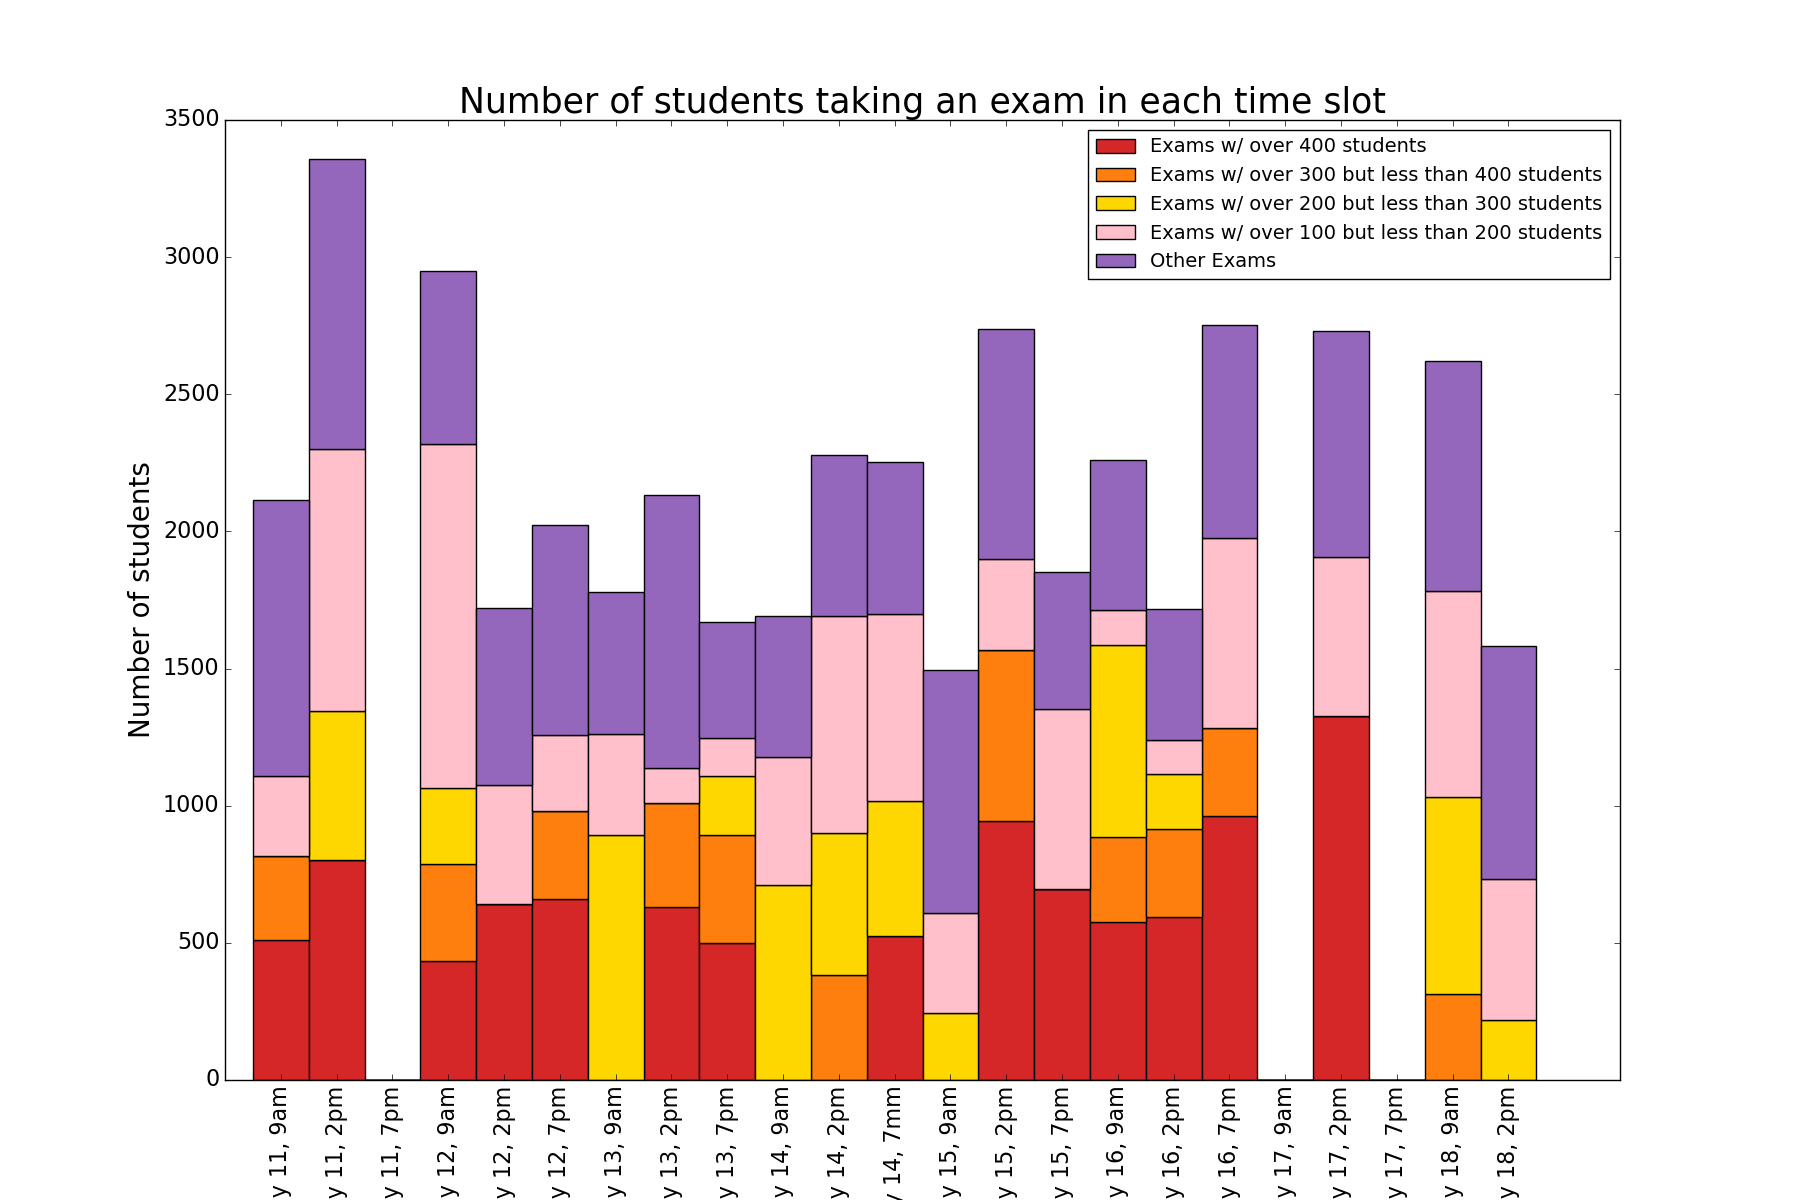 Number of students taking an exam in each time slot
Exams w/ over 400 students
Exams w/ over 300 but less than 400 students
Exams w/ over 200 but less than 300 students
Exams w/ over 100 but less than 200 students
Other Exams
Number of students
3500
3000
2500
2000
1500
1000
500
0
y 11, 9am
y 11, 2pm
y 11, 7pm
y 12, 9am
y 12, 2pm
y 12, 7pm
y 13, 9am
y 13, 2pm
y 13, 7pm
y 14, 9am
y 14, 2pm
y 14, 7mm
y 15, 9am
y 15, 2pm
y 15, 7pm
y 16, 9am
y 16, 2pm
y 16, 7pm
y 17, 9am
y 17, 2pm
y 17, 7pm
y 18, 9am
y 18, 2pm